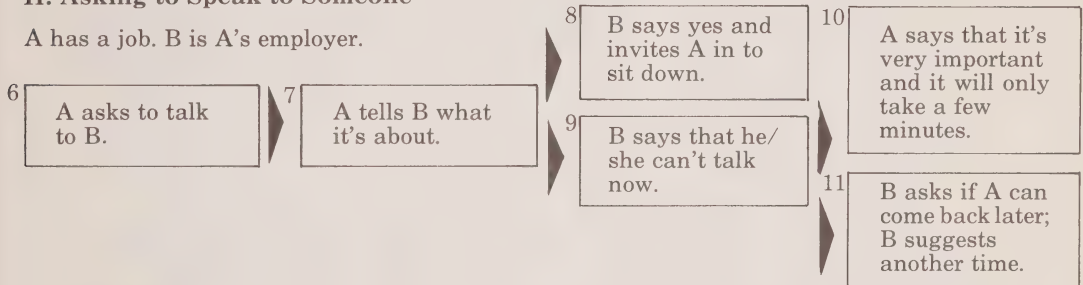 II. Asking to Speak to Someone
A has a job. B is A's employer.
6
A asks to talk
to B.
7
A tells B what
it's about.
8
B says yes and
invites A in to
sit down.
9
B says that he/
she can't talk
now.
10
A says that it's
very important
and it will only
take a few
minutes.
11
B asks if A can
come back later;
B suggests
another time.